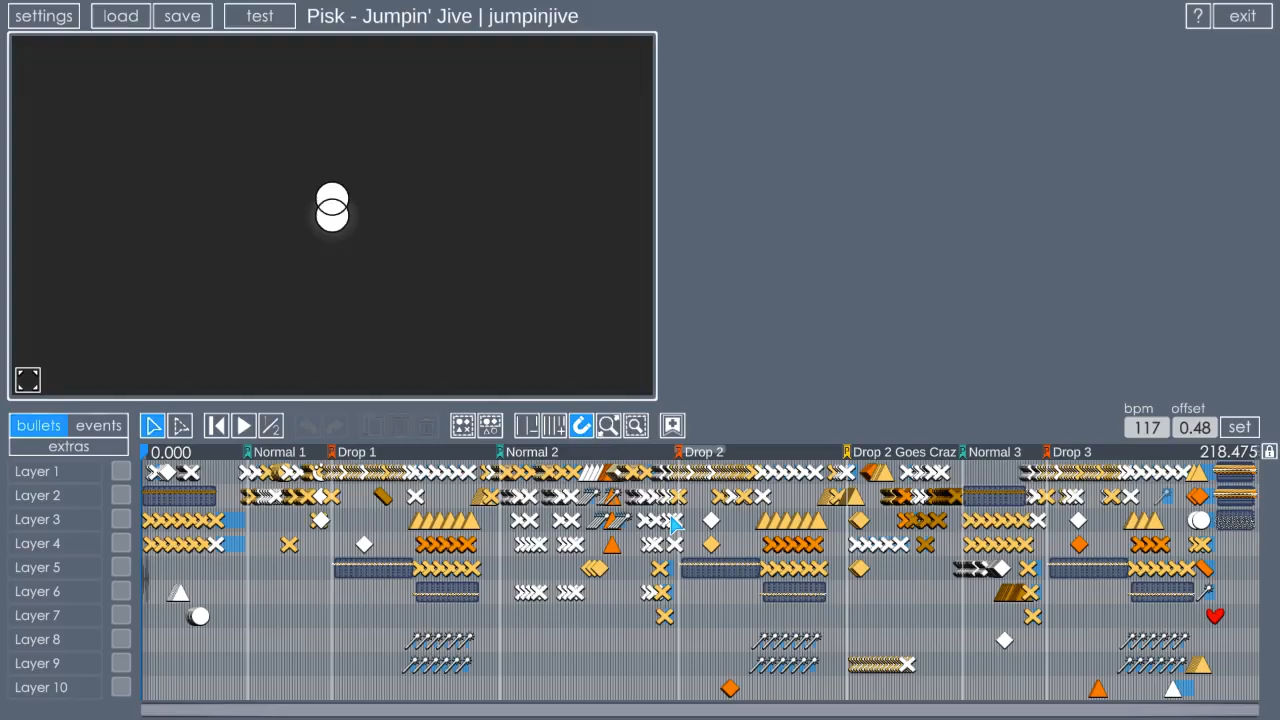 settings load save test Pisk - Jumpin' Jive | jumpinjive ? exit
bpm offset
bullets events 117 0.48 set
extras
0.000 Normal 1 Drop 1 Normal 2 Drop 2 Drop 2 Goes Craz Normal 3 Drop 3 218.475
Layer 1
Layer 2
Layer 3
Layer 4
Layer 5
Layer 6
Layer 7
Layer 8
Layer 9
Layer 10